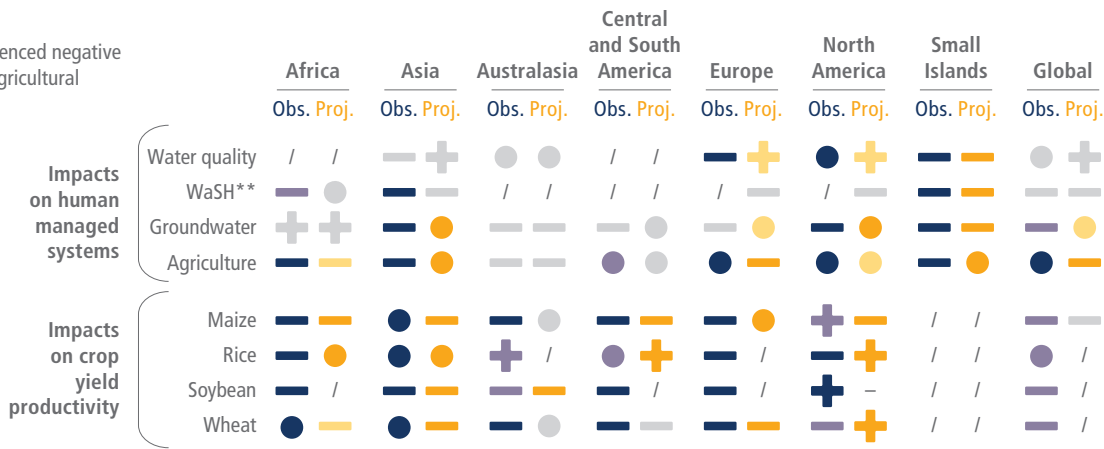 enced negative
gricultural
Africa
Asia
Australasia
Central
and South
America
Europe
North
America
Small
Islands
Global
Obs. Proj. Obs. Proj. Obs. Proj. Obs. Proj. Obs. Proj. Obs. Proj. Obs. Proj. Obs. Proj.
Impacts
on human
managed
systems
Water quality / / / /
WaSH** / / / / / /
Groundwater
Agriculture
Impacts
on crop
yield
productivity
Maize / /
Rice / / / / /
Soybean / / / – / / /
Wheat / / /